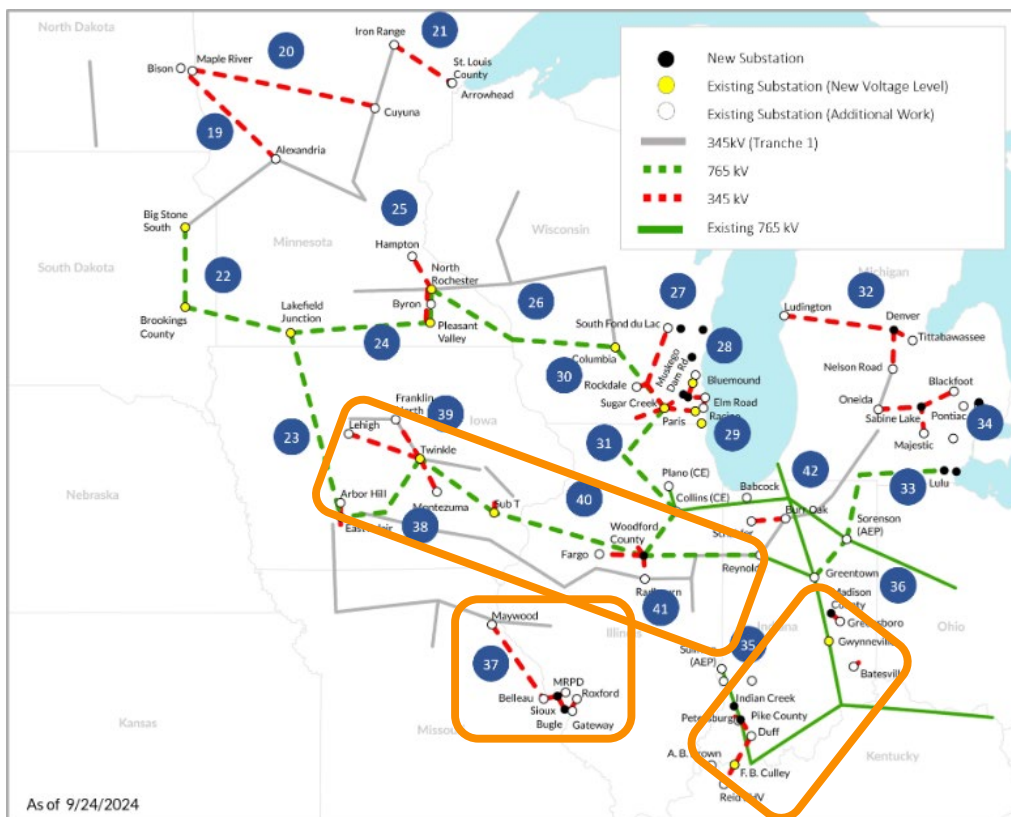 North Dakota
20
Iron Range
21
Bison
Maple River
St. Louis
County
Arrowhead
Cuyuna
19
Alexandria
New Substation
Existing Substation (New Voltage Level)
Existing Substation (Additional Work)
345kV (Tranche 1)
765 kV
345 kV
Existing 765 kV
Big Stone
South
25
Minnesota
Hampton
Wisconsin
South Dakota
22
North
Rochester
Michigan
Brookings
County
Lakefield
Junction
Byron
Pleasant
Valley
24
26
27
South Fond du Lac
28
Ludington
32
Denver
Tittabawassee
Columbia
30
Rockdale
Muskego
Dam Rd
Bluemound
Nelson Road
Blackfoot
Sugar Creek
Elm Road
Paris
Racine
29
Oneida
Sabine Lake
Pontiac
34
Majestic
Franklin
North
39
Iowa
Lehigh
23
Twinkle
31
Nebraska
Arbor Hill
Montezuma
38
Sub T
40
Plano (CE)
Collins (CE)
Babcock
42
33
Lulu
Burr Oak
Sorenson
(AEP)
Woodford
County
Fargo
41
Greentown
36
Madison
County
Greensboro
Gwynneville
Batesville
Ohio
Indiana
Illinois
Maywood
37
MRPD
Belleau
Roxford
Sioux
Bugle
Gateway
35
(AEP)
Indian Creek
Petersburg
Pike County
Duff
A. B. Brown
F. B. Culley
Kansas
Kentucky
As of 9/24/2024